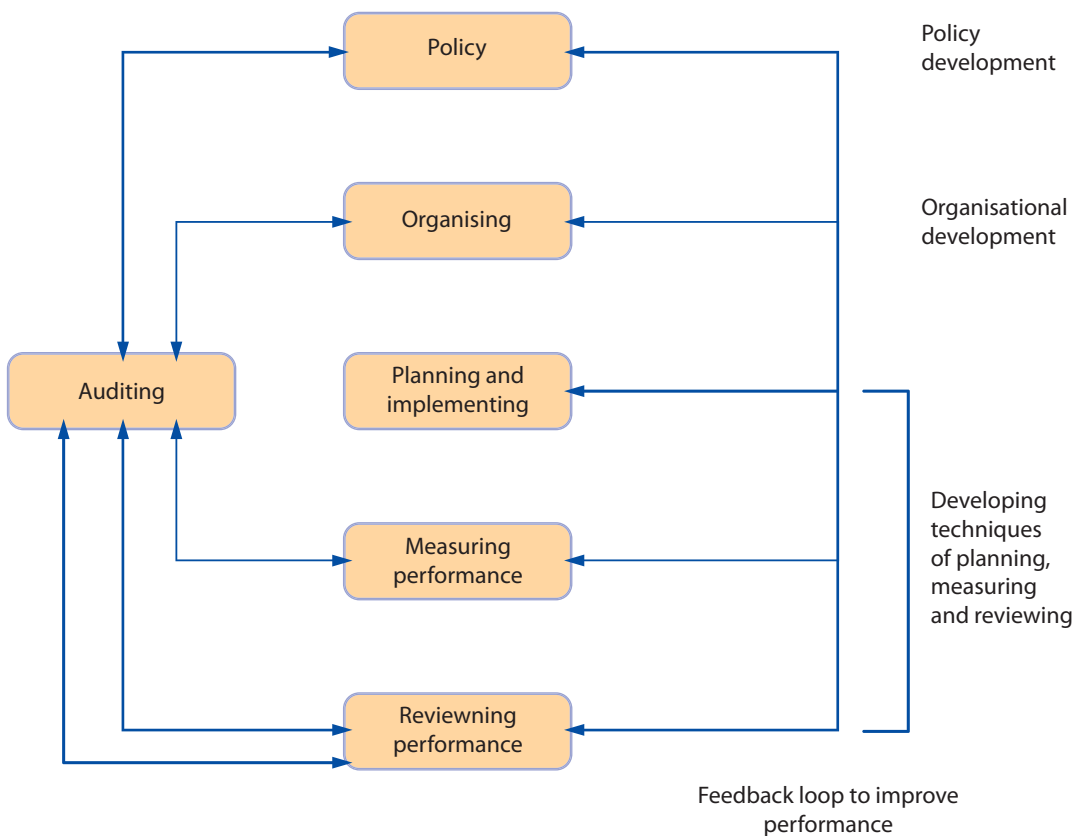 Policy
Policy
development
Organising
Organisational
development
Auditing
Planning and
implementing
Measuring
performance
Developing
techniques
of planning,
measuring
and reviewing
Reviewning
performance
Feedback loop to improve
performance